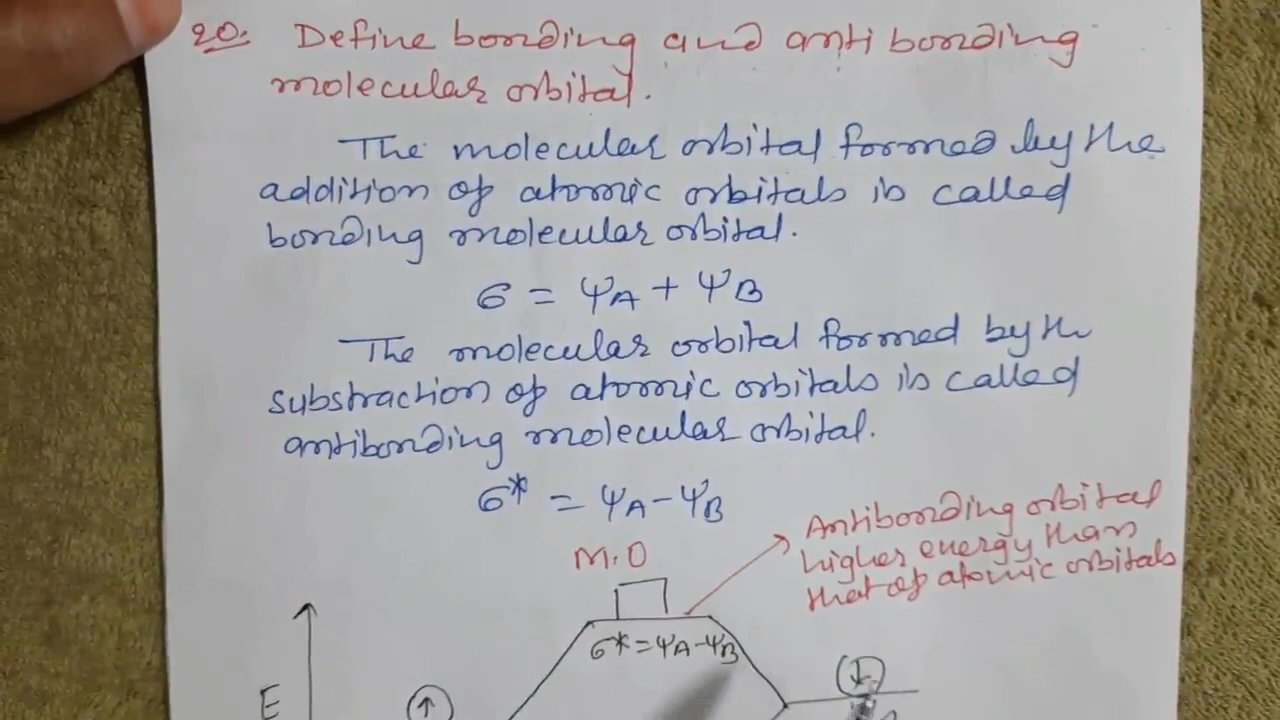 20. Define bonding and anti bonding
molecular orbital.
The molecular orbital formed by the
addition of atomic orbitals is called
bonding molecular orbital.
σ = ψA + ψB
The molecular orbital formed by the
substraction of atomic orbitals is called
antibonding molecular orbital.
σ* = ψA - ψB
Antibonding orbital
higher energy than
that of atomic orbitals
M.O
σ* = ψA - ψB
E